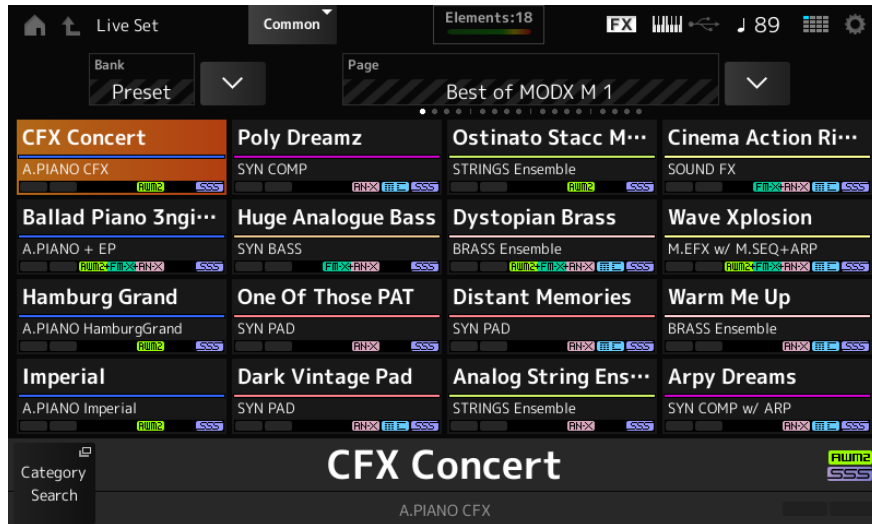 Live Set
Common
Elements:18
FX
♩ 89
Bank
Preset
Page
Best of MODX M 1
CFX Concert
A.PIANO CFX
AWM2 SSS
Poly Dreamz
SYN COMP
AN-X SSS
Ostinato Stacc M···
STRINGS Ensemble
AWM2 SSS
Cinema Action Ri···
SOUND FX
FM-X+AN-X SSS
Ballad Piano 3ngi···
A.PIANO + EP
AWM2+FM-X+AN-X SSS
Huge Analogue Bass
SYN BASS
FM-X+AN-X SSS
Dystopian Brass
BRASS Ensemble
AWM2+FM-X+AN-X SSS
Wave Xplosion
M.EFX w/ M.SEQ+ARP
AWM2+FM-X+AN-X SSS
Hamburg Grand
A.PIANO HamburgGrand
AWM2 SSS
One Of Those PAT
SYN PAD
AN-X SSS
Distant Memories
SYN PAD
AN-X SSS
Warm Me Up
BRASS Ensemble
AN-X SSS
Imperial
A.PIANO Imperial
AWM2 SSS
Dark Vintage Pad
SYN PAD
AN-X SSS
Analog String Ens···
STRINGS Ensemble
AN-X SSS
Arpy Dreams
SYN COMP w/ ARP
AN-X SSS
Category
Search
CFX Concert
A.PIANO CFX
AWM2
SSS